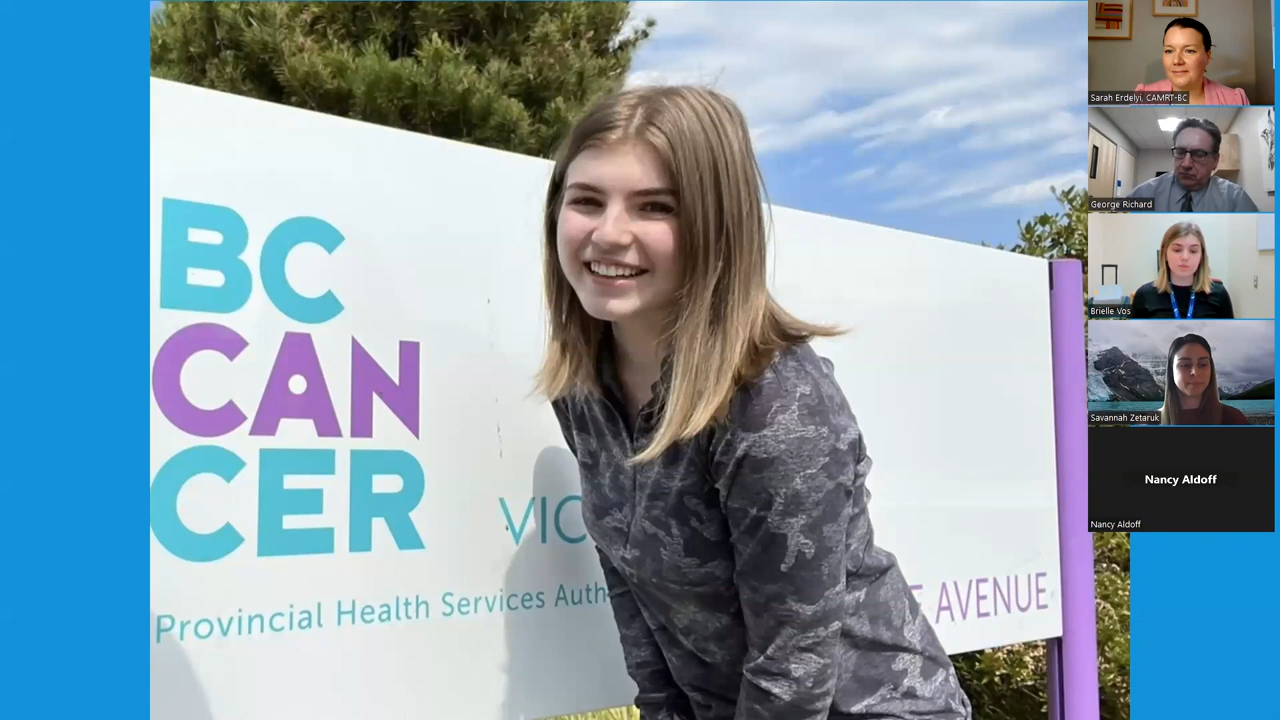 BC
CAN
CER
VIC
Provincial Health Services Auth
E AVENUE
Sarah Erdelyi, CAMRT-BC
George Richard
Brielle Vos
Savannah Zetaruk
Nancy Aldoff
Nancy Aldoff